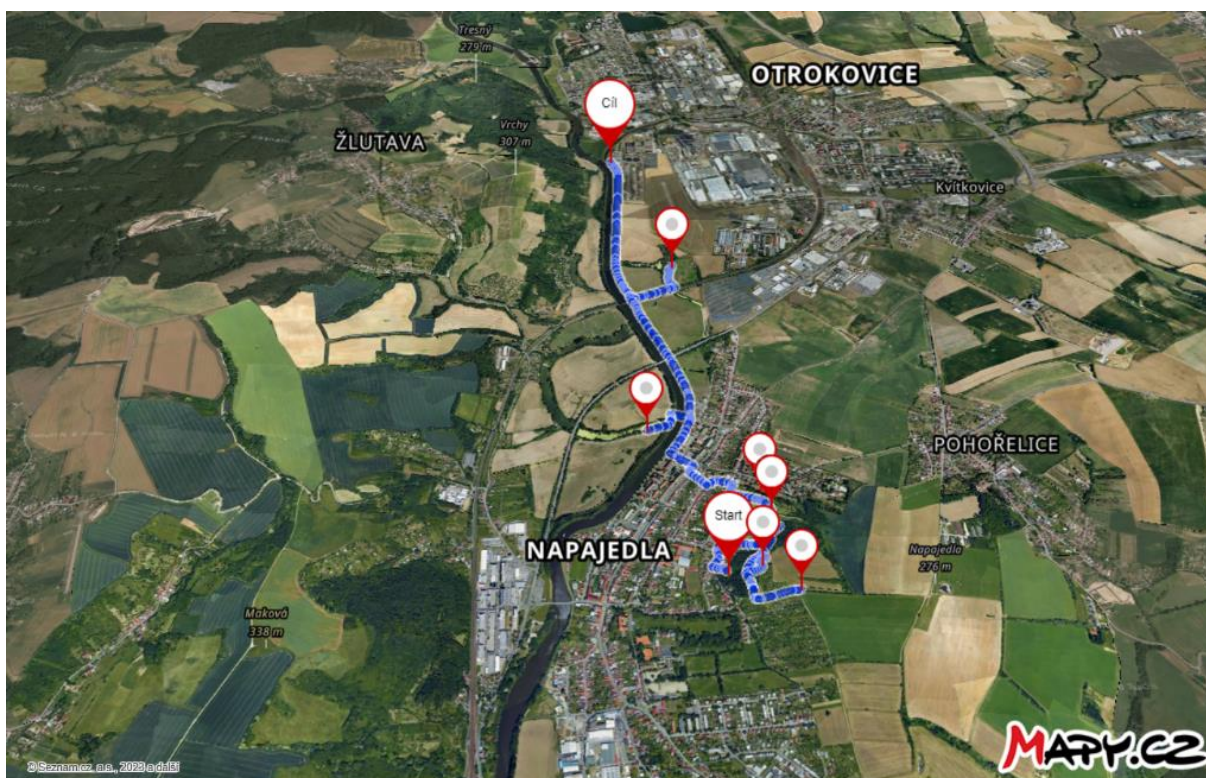 Třesný
279 m
OTROKOVICE
Cíl
Vrchy
307 m
ŽLUTAVA
Kvítkovice
POHOŘELICE
Start
NAPAJEDLA
Napajedla
276 m
Maková
338 m
© Seznam.cz, a.s., 2023 a další
MAPY.CZ